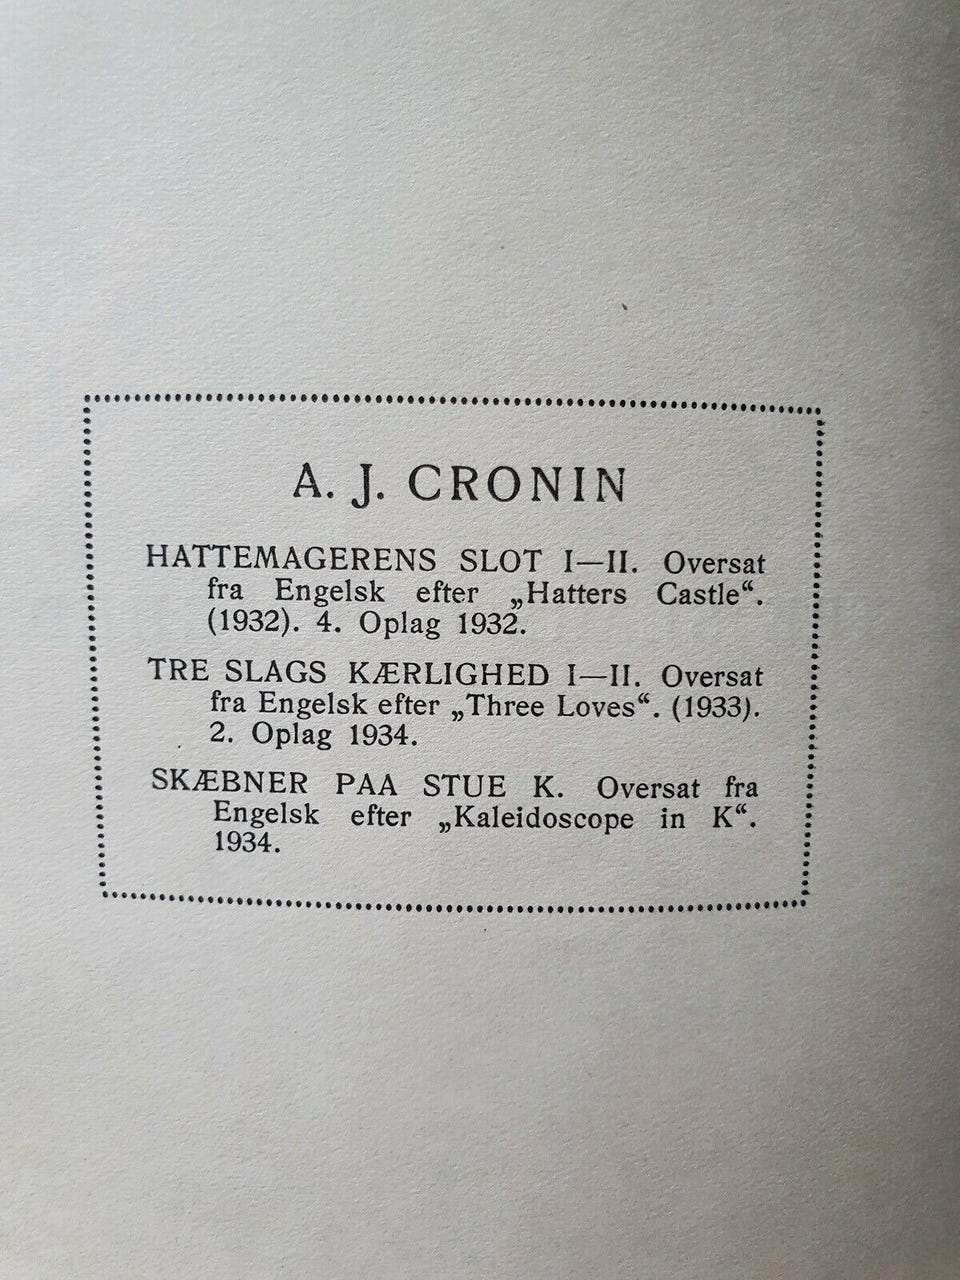 A. J. CRONIN
HATTEMAGERENS SLOT I—II. Oversat
fra Engelsk efter „Hatters Castle“.
(1932). 4. Oplag 1932.
TRE SLAGS KÆRLIGHED I—II. Oversat
fra Engelsk efter „Three Loves“. (1933).
2. Oplag 1934.
SKÆBNER PAA STUE K. Oversat fra
Engelsk efter „Kaleidoscope in K“.
1934.